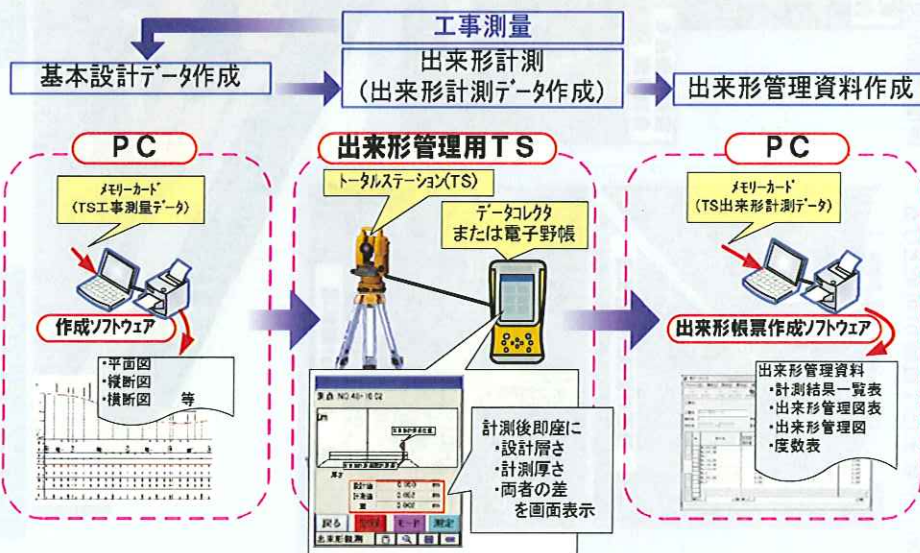 工事測量
基本設計データ作成
出来形計測
(出来形計測データ作成)
出来形管理資料作成
PC
メモリーカード
(TS工事測量データ)
作成ソフトウェア
・平面図
・縦断図
・横断図 等
出来形管理用TS
トータルステーション(TS)
データコレクタ
または電子野帳
計測後即座に
・設計層さ
・計測厚さ
・両者の差
を画面表示
設計値
計測値
差
戻る
モード
測定
出来形観測
PC
メモリーカード
(TS出来形計測データ)
出来形帳票作成ソフトウェア
出来形管理資料
・計測結果一覧表
・出来形管理図表
・出来形管理図
・度数表